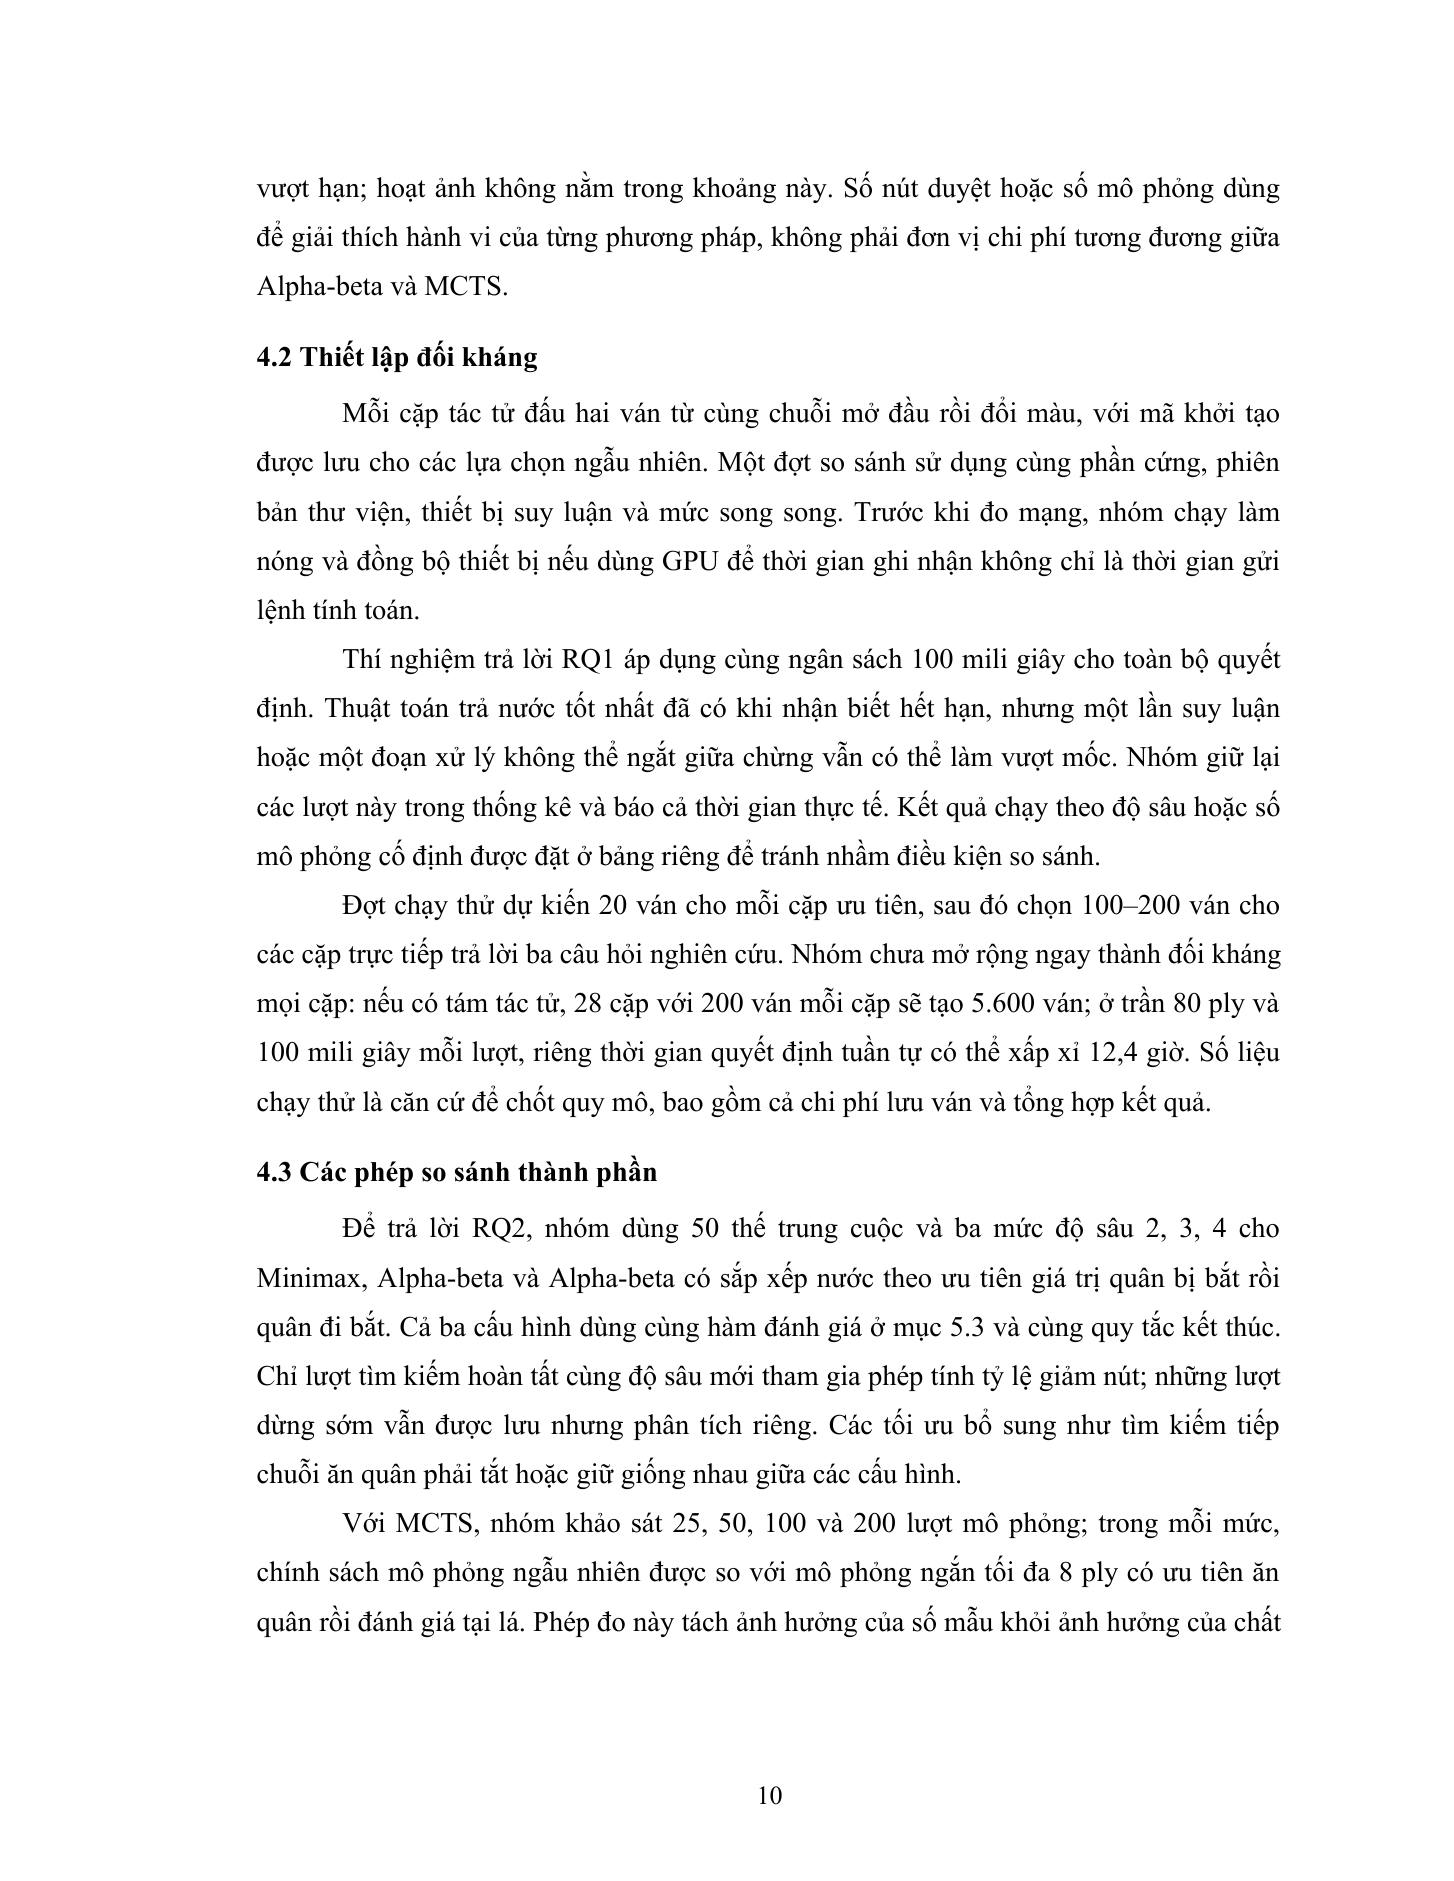 vượt hạn; hoạt ảnh không nằm trong khoảng này. Số nút duyệt hoặc số mô phỏng dùng
để giải thích hành vi của từng phương pháp, không phải đơn vị chi phí tương đương giữa
Alpha-beta và MCTS.
4.2 Thiết lập đối kháng
Mỗi cặp tác tử đấu hai ván từ cùng chuỗi mở đầu rồi đổi màu, với mã khởi tạo
được lưu cho các lựa chọn ngẫu nhiên. Một đợt so sánh sử dụng cùng phần cứng, phiên
bản thư viện, thiết bị suy luận và mức song song. Trước khi đo mạng, nhóm chạy làm
nóng và đồng bộ thiết bị nếu dùng GPU để thời gian ghi nhận không chỉ là thời gian gửi
lệnh tính toán.
Thí nghiệm trả lời RQ1 áp dụng cùng ngân sách 100 mili giây cho toàn bộ quyết
định. Thuật toán trả nước tốt nhất đã có khi nhận biết hết hạn, nhưng một lần suy luận
hoặc một đoạn xử lý không thể ngắt giữa chừng vẫn có thể làm vượt mốc. Nhóm giữ lại
các lượt này trong thống kê và báo cả thời gian thực tế. Kết quả chạy theo độ sâu hoặc số
mô phỏng cố định được đặt ở bảng riêng để tránh nhầm điều kiện so sánh.
Đợt chạy thử dự kiến 20 ván cho mỗi cặp ưu tiên, sau đó chọn 100–200 ván cho
các cặp trực tiếp trả lời ba câu hỏi nghiên cứu. Nhóm chưa mở rộng ngay thành đối kháng
mọi cặp: nếu có tám tác tử, 28 cặp với 200 ván mỗi cặp sẽ tạo 5.600 ván; ở trần 80 ply và
100 mili giây mỗi lượt, riêng thời gian quyết định tuần tự có thể xấp xỉ 12,4 giờ. Số liệu
chạy thử là căn cứ để chốt quy mô, bao gồm cả chi phí lưu ván và tổng hợp kết quả.
4.3 Các phép so sánh thành phần
Để trả lời RQ2, nhóm dùng 50 thế trung cuộc và ba mức độ sâu 2, 3, 4 cho
Minimax, Alpha-beta và Alpha-beta có sắp xếp nước theo ưu tiên giá trị quân bị bắt rồi
quân đi bắt. Cả ba cấu hình dùng cùng hàm đánh giá ở mục 5.3 và cùng quy tắc kết thúc.
Chỉ lượt tìm kiếm hoàn tất cùng độ sâu mới tham gia phép tính tỷ lệ giảm nút; những lượt
dừng sớm vẫn được lưu nhưng phân tích riêng. Các tối ưu bổ sung như tìm kiếm tiếp
chuỗi ăn quân phải tắt hoặc giữ giống nhau giữa các cấu hình.
Với MCTS, nhóm khảo sát 25, 50, 100 và 200 lượt mô phỏng; trong mỗi mức,
chính sách mô phỏng ngẫu nhiên được so với mô phỏng ngắn tối đa 8 ply có ưu tiên ăn
quân rồi đánh giá tại lá. Phép đo này tách ảnh hưởng của số mẫu khỏi ảnh hưởng của chất
10